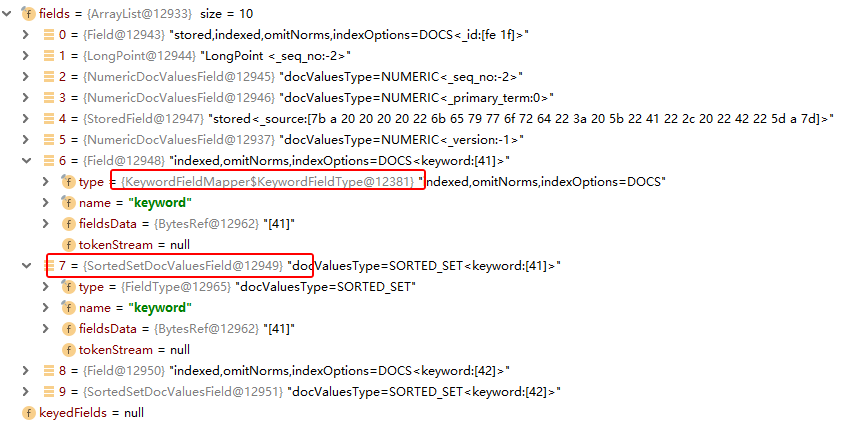 fields = {ArrayList@12933} size = 10
0 = {Field@12943} "stored,indexed,omitNorms,indexOptions=DOCS<_id:[fe 1f]>"
1 = {LongPoint@12944} "LongPoint <_seq_no:-2>"
2 = {NumericDocValuesField@12945} "docValuesType=NUMERIC<_seq_no:-2>"
3 = {NumericDocValuesField@12946} "docValuesType=NUMERIC<_primary_term:0>"
4 = {StoredField@12947} "stored<_source:[7b a 20 20 20 20 22 6b 65 79 77 6f 72 64 22 3a 20 5b 22 41 22 2c 20 22 42 22 5d a 7d]>"
5 = {NumericDocValuesField@12937} "docValuesType=NUMERIC<_version:-1>"
6 = {Field@12948} "indexed,omitNorms,indexOptions=DOCS<keyword:[41]>"
f type = {KeywordFieldMapper$KeywordFieldType@12381} "indexed,omitNorms,indexOptions=DOCS"
f name = "keyword"
f fieldsData = {BytesRef@12962} "[41]"
f tokenStream = null
7 = {SortedSetDocValuesField@12949} "docValuesType=SORTED_SET<keyword:[41]>"
f type = {FieldType@12965} "docValuesType=SORTED_SET"
f name = "keyword"
f fieldsData = {BytesRef@12962} "[41]"
f tokenStream = null
8 = {Field@12950} "indexed,omitNorms,indexOptions=DOCS<keyword:[42]>"
9 = {SortedSetDocValuesField@12951} "docValuesType=SORTED_SET<keyword:[42]>"
f keyedFields = null